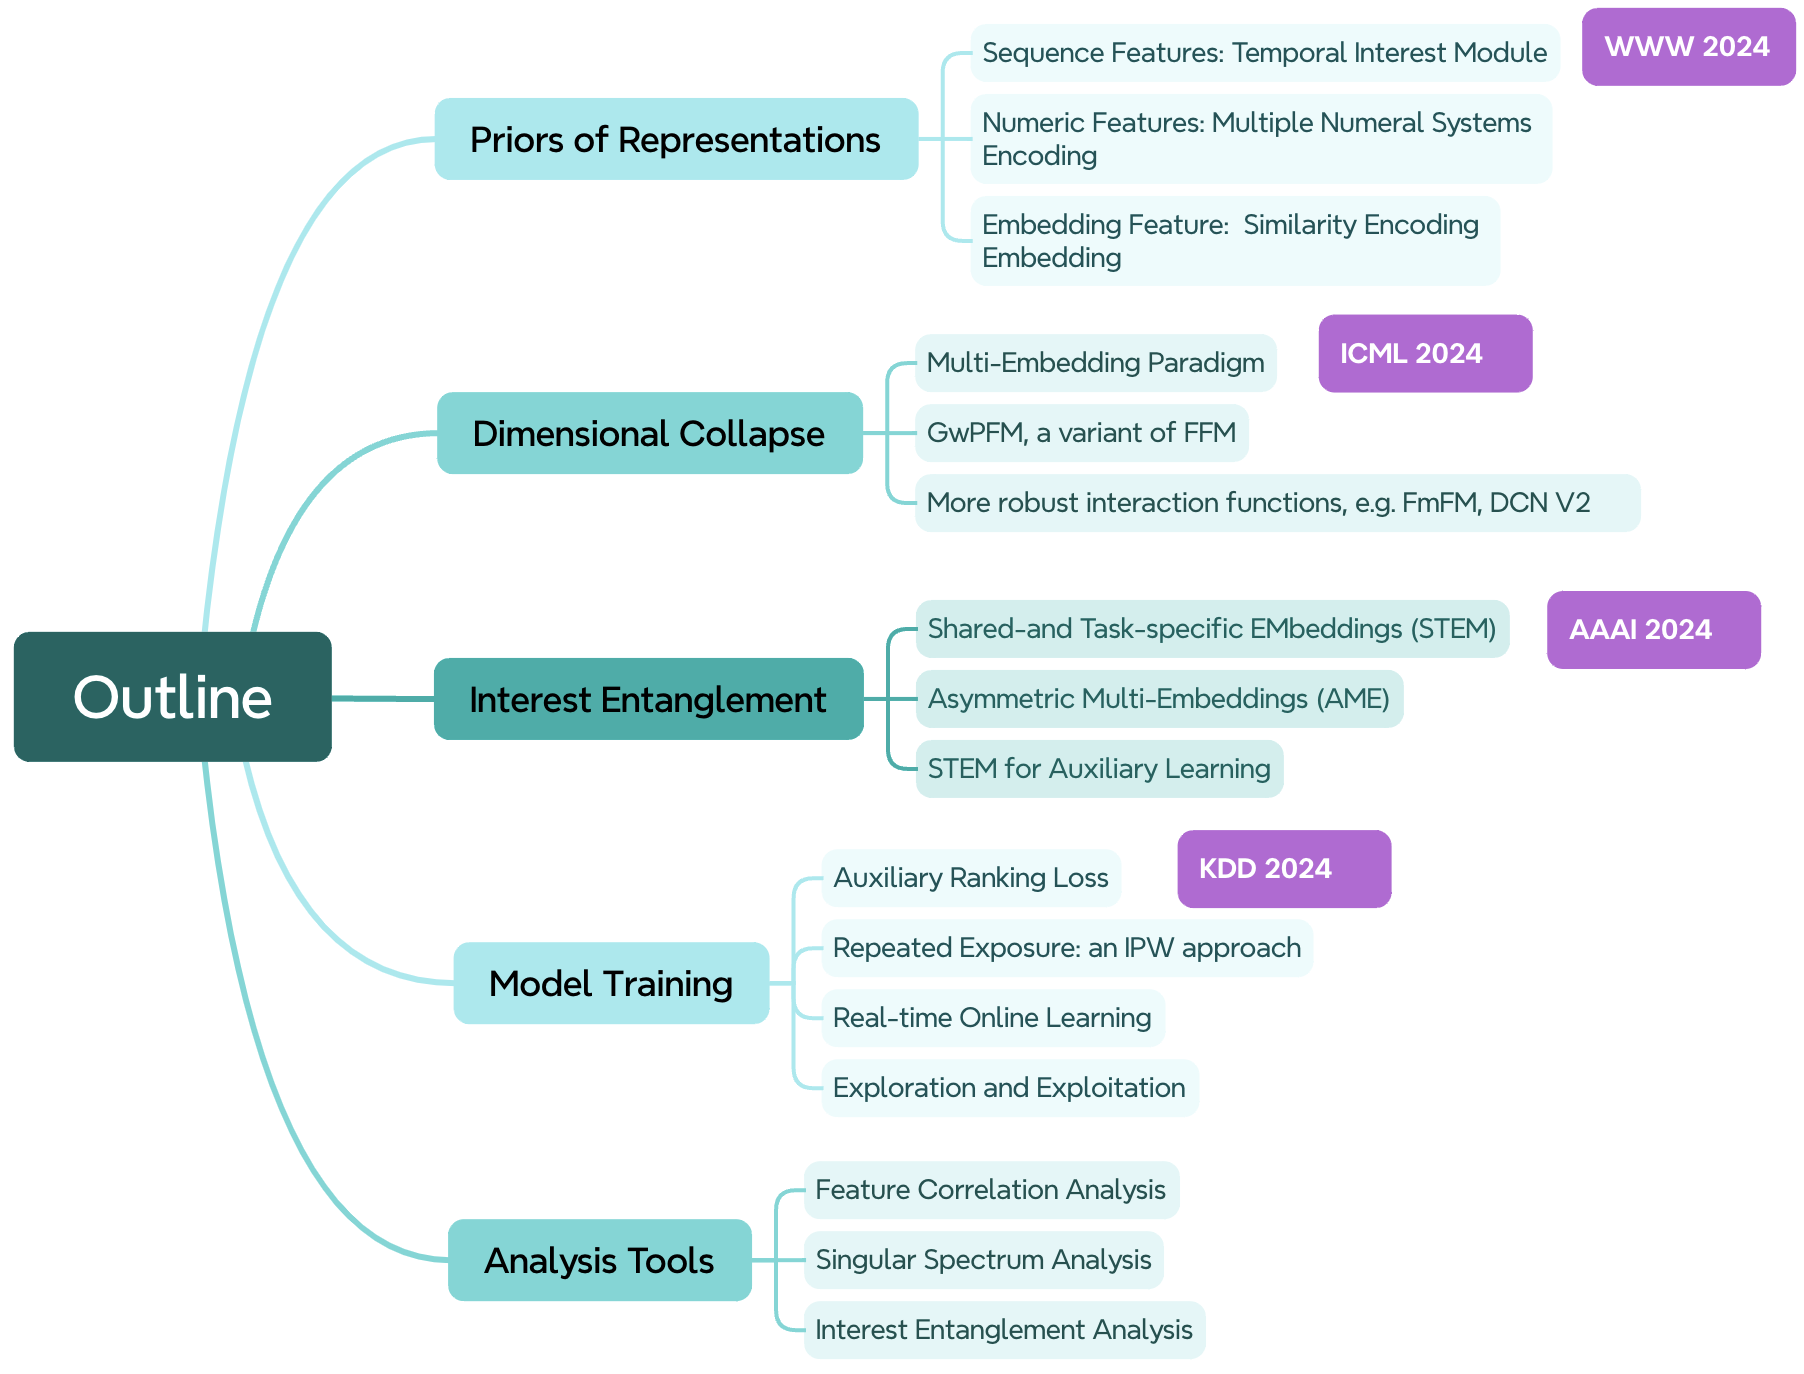 Outline
Priors of Representations
Sequence Features: Temporal Interest Module
WWW 2024
Numeric Features: Multiple Numeral Systems
Encoding
Embedding Feature:  Similarity Encoding
Embedding
Dimensional Collapse
Multi-Embedding Paradigm
ICML 2024
GwPFM, a variant of FFM
More robust interaction functions, e.g. FmFM, DCN V2
Interest Entanglement
Shared-and Task-specific EMbeddings (STEM)
AAAI 2024
Asymmetric Multi-Embeddings (AME)
STEM for Auxiliary Learning
Model Training
Auxiliary Ranking Loss
KDD 2024
Repeated Exposure: an IPW approach
Real-time Online Learning
Exploration and Exploitation
Analysis Tools
Feature Correlation Analysis
Singular Spectrum Analysis
Interest Entanglement Analysis